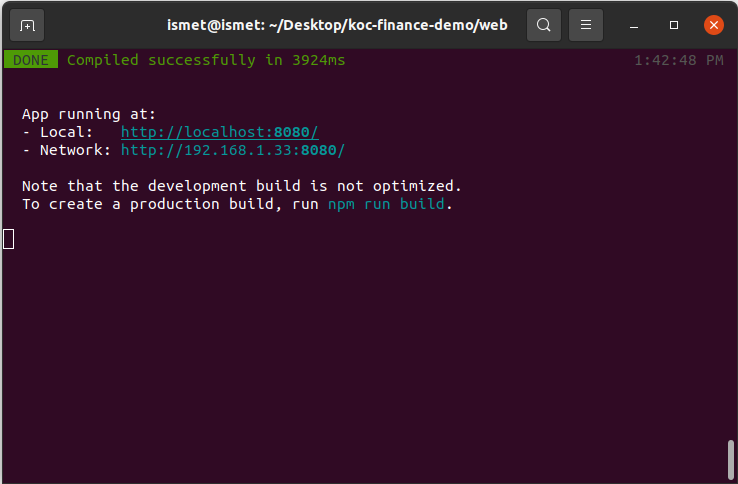 ismet@ismet: ~/Desktop/koc-finance-demo/web
DONE Compiled successfully in 3924ms 1:42:48 PM
App running at:
- Local: http://localhost:8080/
- Network: http://192.168.1.33:8080/
Note that the development build is not optimized.
To create a production build, run npm run build.